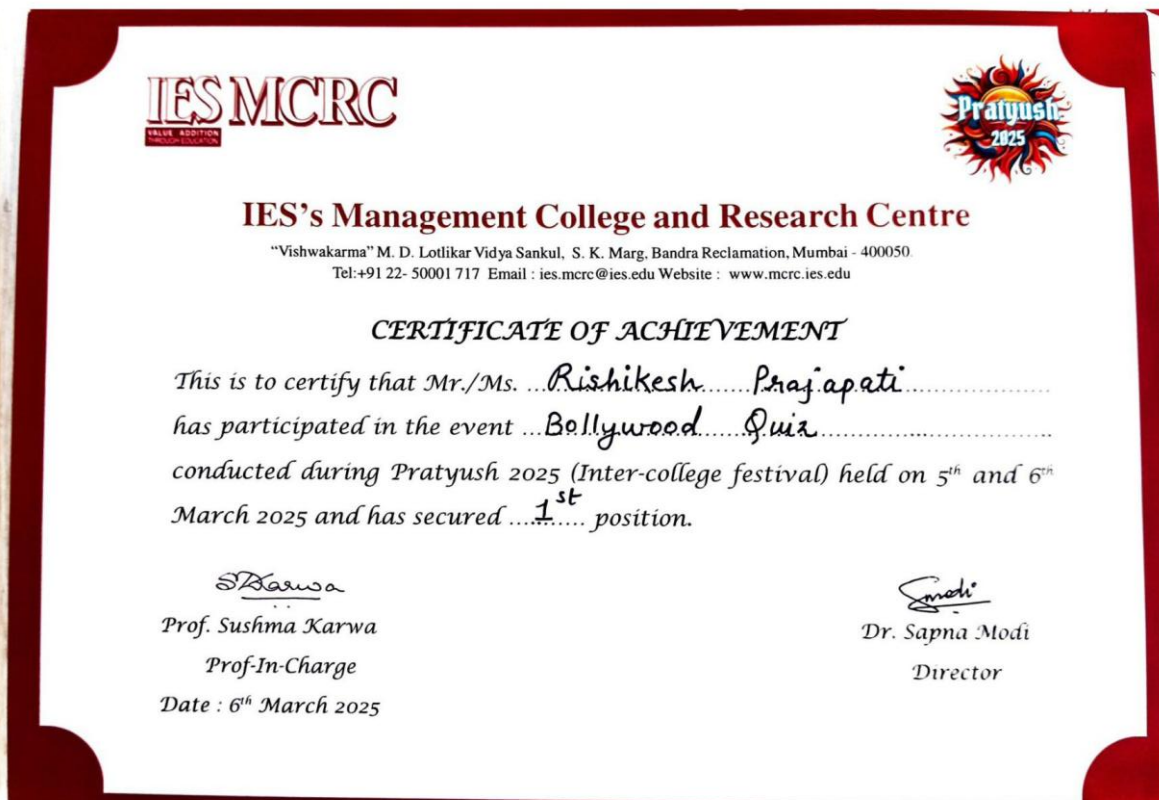 IES MCRC
VALUE ADDITION
THROUGH EDUCATION
Pratyush
2025
IES's Management College and Research Centre
"Vishwakarma" M. D. Lotlikar Vidya Sankul, S. K. Marg, Bandra Reclamation, Mumbai - 400050.
Tel:+91 22- 50001 717 Email : ies.mcrc@ies.edu Website : www.mcrc.ies.edu
CERTIFICATE OF ACHIEVEMENT
This is to certify that Mr./Ms. ...Rishikesh.....Prajapati..............................
has participated in the event ...Bollywood.....Quiz..........................................
conducted during Pratyush 2025 (Inter-college festival) held on 5th and 6th
March 2025 and has secured ....1st...... position.
SKarwa
Smodi
Prof. Sushma Karwa
Dr. Sapna Modi
Prof-In-Charge
Director
Date : 6th March 2025